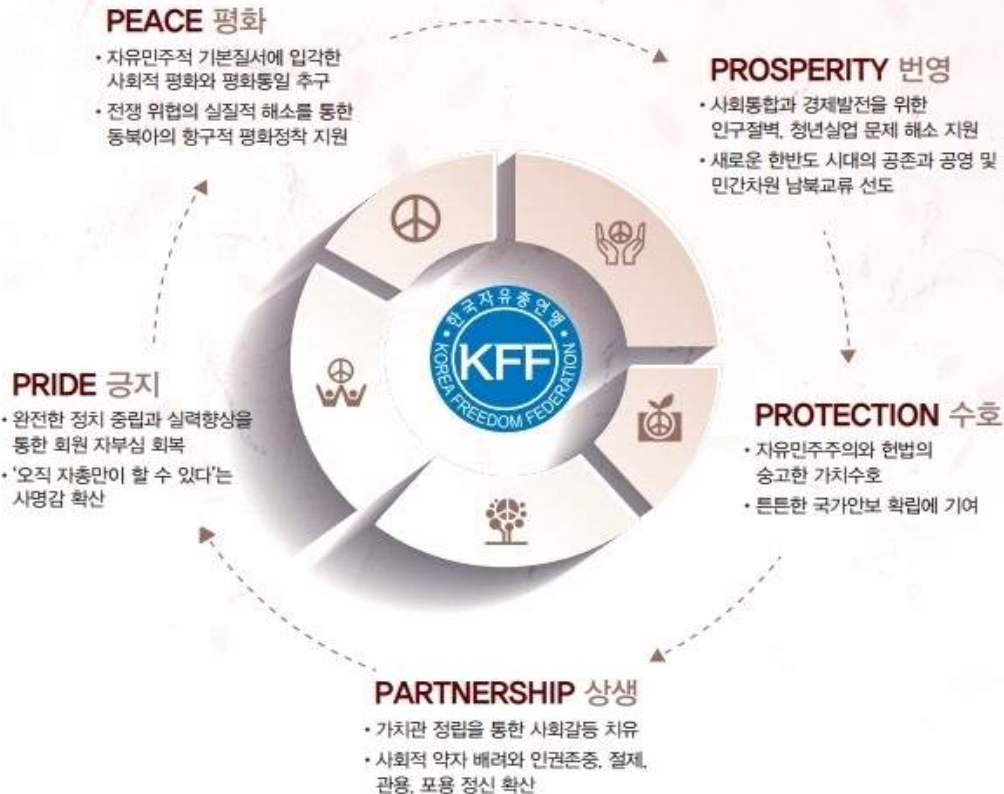 PEACE 평화
• 자유민주적 기본질서에 입각한
사회적 평화와 평화통일 추구
• 전쟁 위협의 실질적 해소를 통한
동북아의 항구적 평화정착 지원
PROSPERITY 번영
• 사회통합과 경제발전을 위한
인구절벽, 청년실업 문제 해소 지원
• 새로운 한반도 시대의 공존과 공영 및
민간차원 남북교류 선도
PROTECTION 수호
• 자유민주주의와 헌법의
숭고한 가치수호
• 튼튼한 국가안보 확립에 기여
PARTNERSHIP 상생
• 가치관 정립을 통한 사회갈등 치유
• 사회적 약자 배려와 인권존중, 절제,
관용, 포용 정신 확산
PRIDE 긍지
• 완전한 정치 중립과 실력향상을
통한 회원 자부심 회복
• '오직 자총만이 할 수 있다'는
사명감 확산
한국자유총연맹
KFF
KOREA FREEDOM FEDERATION